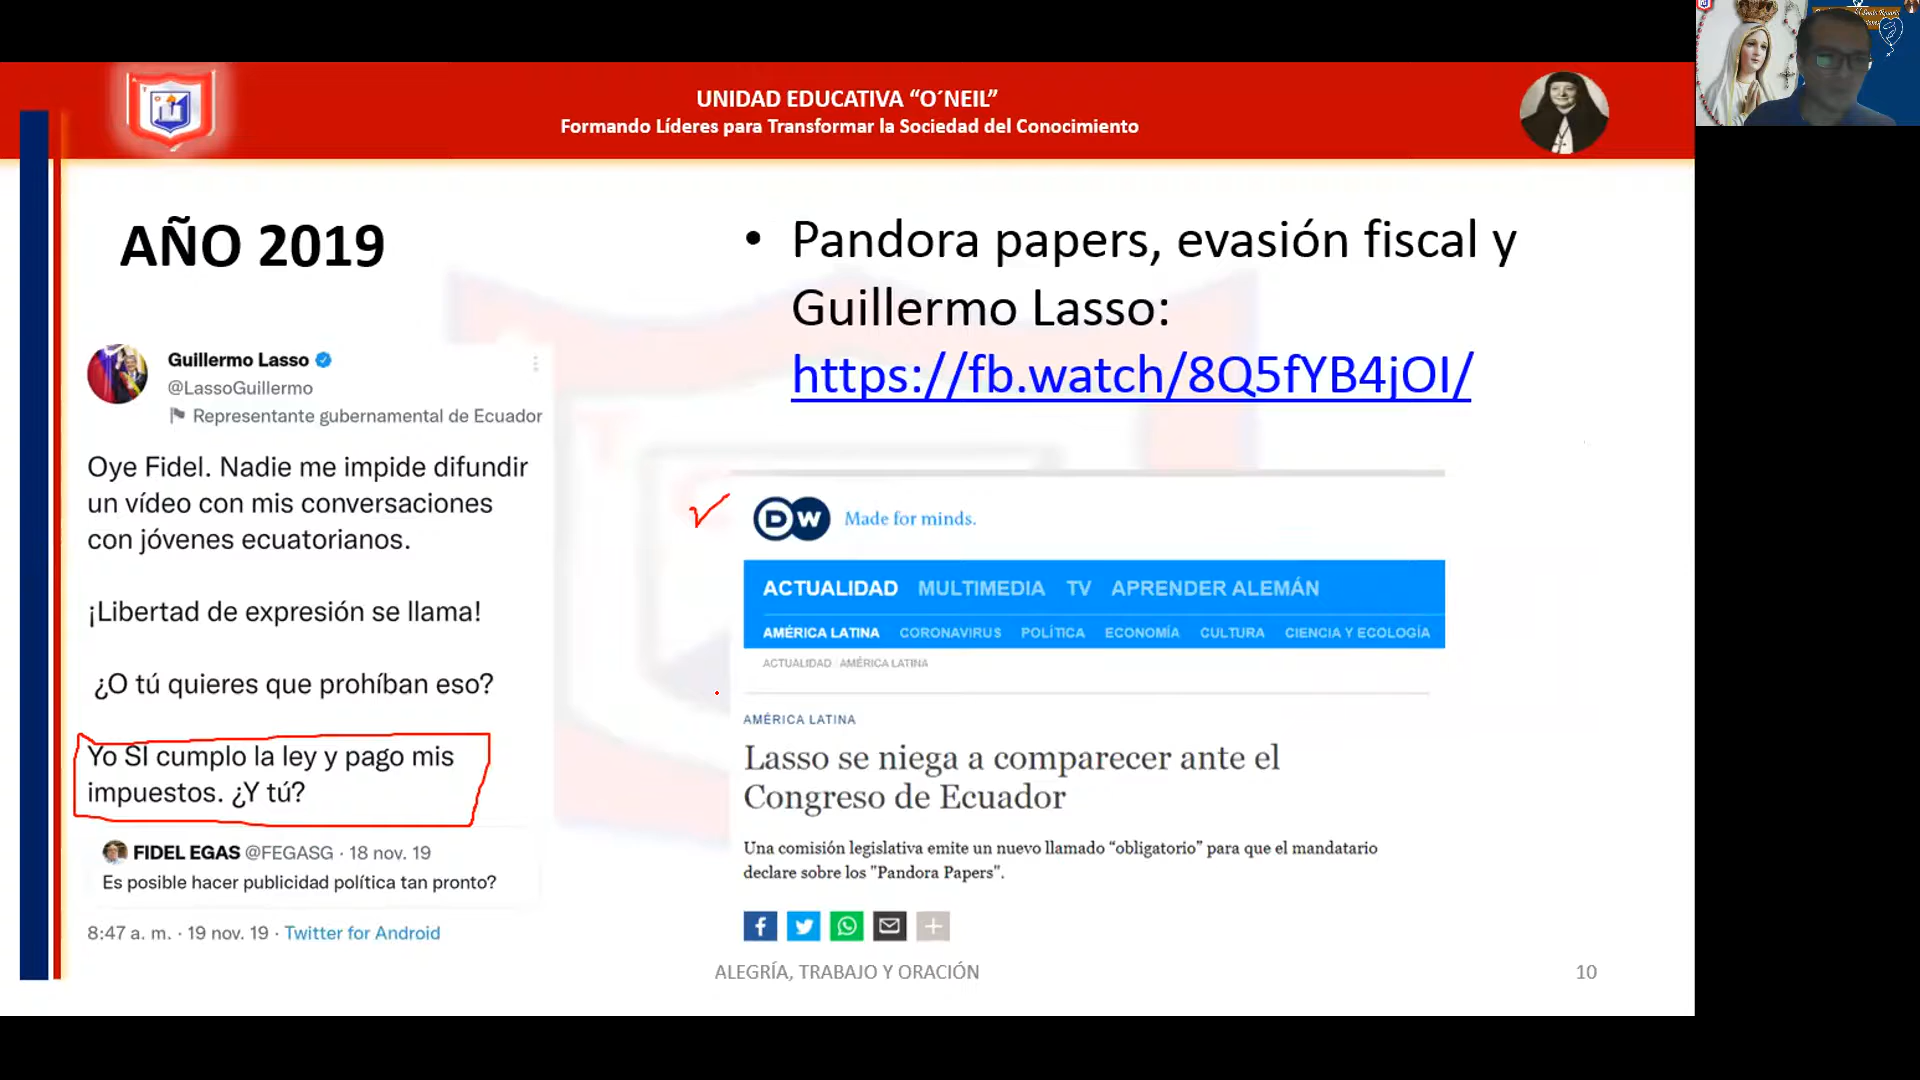 UNIDAD EDUCATIVA “O´NEIL”
Formando Líderes para Transformar la Sociedad del Conocimiento
AÑO 2019
Guillermo Lasso
@LassoGuillermo
Representante gubernamental de Ecuador
Oye Fidel. Nadie me impide difundir
un vídeo con mis conversaciones
con jóvenes ecuatorianos.
¡Libertad de expresión se llama!
¿O tú quieres que prohíban eso?
Yo SI cumplo la ley y pago mis
impuestos. ¿Y tú?
FIDEL EGAS @FEGASG · 18 nov. 19
Es posible hacer publicidad política tan pronto?
8:47 a. m. · 19 nov. 19 · Twitter for Android
• Pandora papers, evasión fiscal y
Guillermo Lasso:
https://fb.watch/8Q5fYB4jOI/
DW Made for minds.
ACTUALIDAD MULTIMEDIA TV APRENDER ALEMÁN
AMÉRICA LATINA CORONAVIRUS POLÍTICA ECONOMÍA CULTURA CIENCIA Y ECOLOGÍA
ACTUALIDAD / AMÉRICA LATINA
AMÉRICA LATINA
Lasso se niega a comparecer ante el
Congreso de Ecuador
Una comisión legislativa emite un nuevo llamado “obligatorio” para que el mandatario
declare sobre los "Pandora Papers".
ALEGRÍA, TRABAJO Y ORACIÓN
10